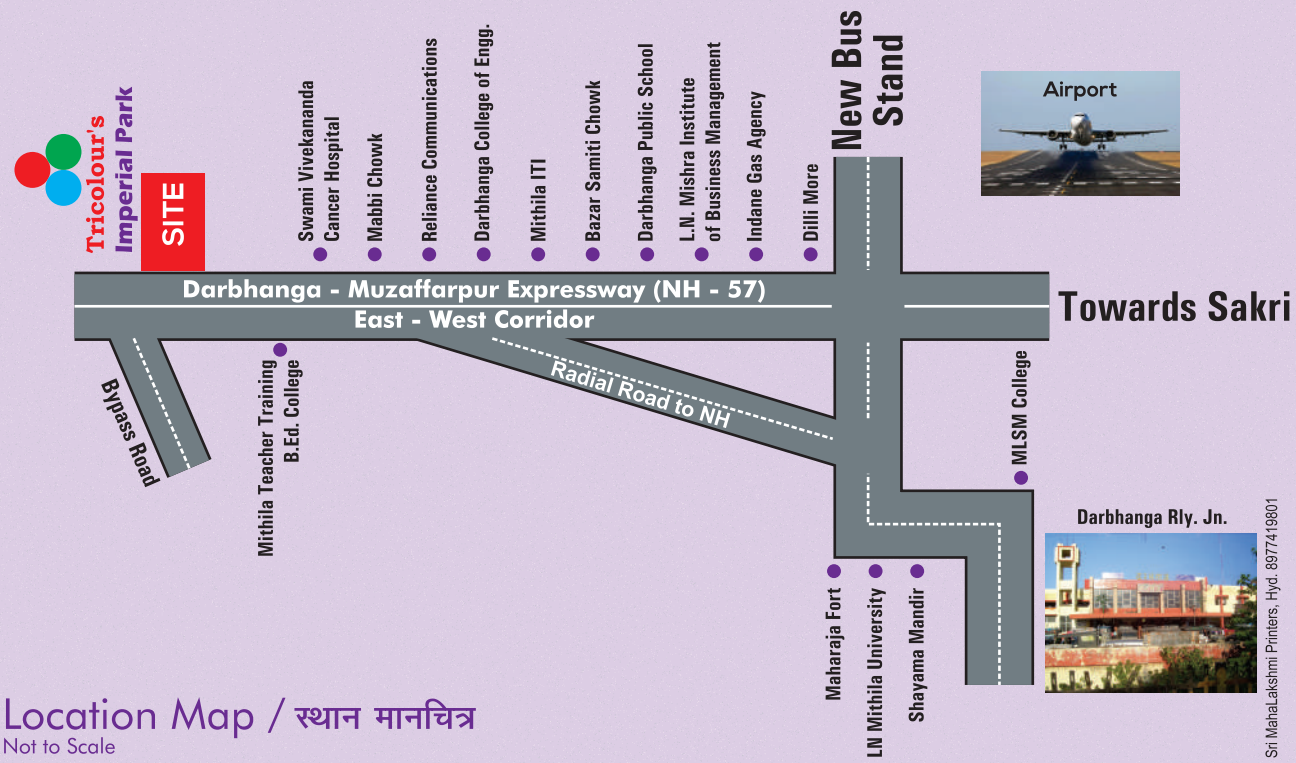 Tricolour's
Imperial Park
SITE
Swami Vivekananda
Cancer Hospital
Mabbi Chowk
Reliance Communications
Darbhanga College of Engg.
Mithila ITI
Bazar Samiti Chowk
Darbhanga Public School
L.N. Mishra Institute
of Business Management
Indane Gas Agency
Dilli More
New Bus
Stand
Airport
Darbhanga - Muzaffarpur Expressway (NH - 57)
East - West Corridor
Towards Sakri
Bypass Road
Mithila Teacher Training
B.Ed. College
Radial Road to NH
MLSM College
Darbhanga Rly. Jn.
Maharaja Fort
LN Mithila University
Shayama Mandir
Sri MahaLakshmi Printers, Hyd. 8977419801
Location Map / स्थान मानचित्र
Not to Scale